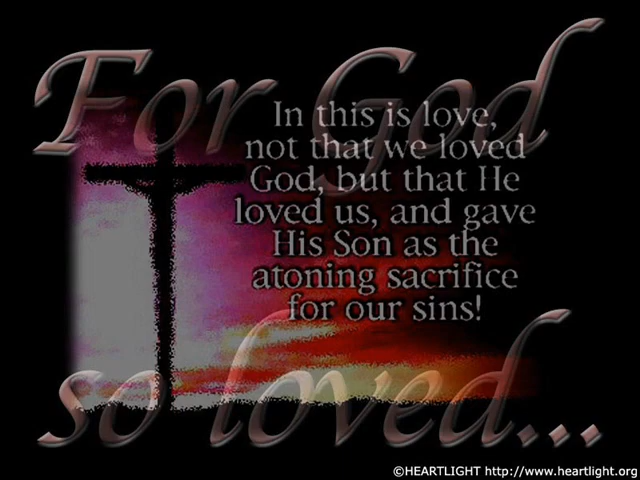 For God
In this is love,
not that we loved
God, but that He
loved us, and gave
His Son as the
atoning sacrifice
for our sins!
so loved...
©HEARTLIGHT http://www.heartlight.org